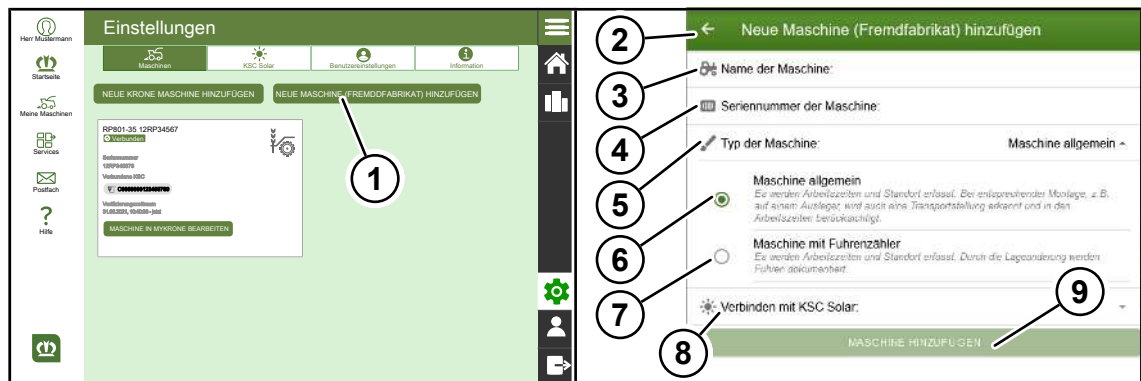 Herr Mustermann
Startseite
Meine Maschinen
Services
Postfach
?
Hilfe
Einstellungen
Maschinen
KSC Solar
Benutzereinstellungen
Information
NEUE KRONE MASCHINE HINZUFÜGEN
NEUE MASCHINE (FREMDDFABRIKAT) HINZUFÜGEN
RP801-35 12RP34567
Verbunden
Seriennummer
Verbundene KSC
MASCHINE IN MYKRONE BEARBEITEN
1
2
Neue Maschine (Fremdfabrikat) hinzufügen
3
Name der Maschine:
4
Seriennummer der Maschine:
5
Typ der Maschine:
Maschine allgemein
6
Maschine allgemein
Es werden Arbeitszeiten und Standort erfasst. Bei entsprechender Montage, z.B.
auf einem Ausleger, wird auch eine Transportstellung erkannt und in den
Arbeitszeiten berücksichtigt.
7
Maschine mit Fuhrenzähler
Es werden Arbeitszeiten und Standort erfasst. Durch die Lageänderung werden
Fuhren dokumentiert.
8
Verbinden mit KSC Solar:
9
MASCHINE HINZUFÜGEN